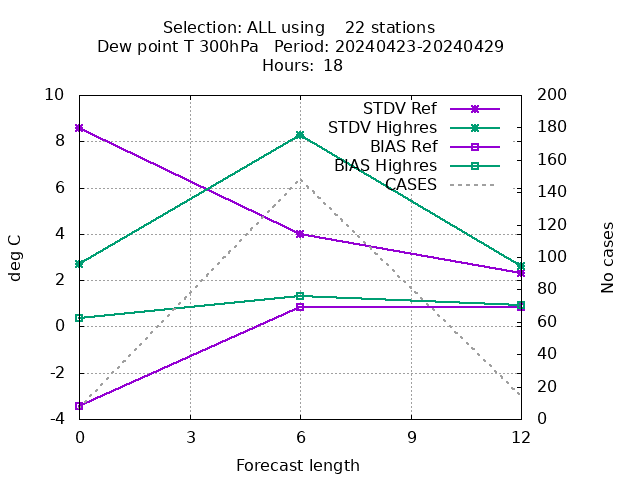 Selection: ALL using    22 stations
Dew point T 300hPa   Period: 20240423-20240429
Hours: 18
10
8
6
4
2
0
-2
-4
deg C
200
180
160
140
120
100
80
60
40
20
0
No cases
STDV Ref
STDV Highres
BIAS Ref
BIAS Highres
CASES
0 3 6 9 12
Forecast length